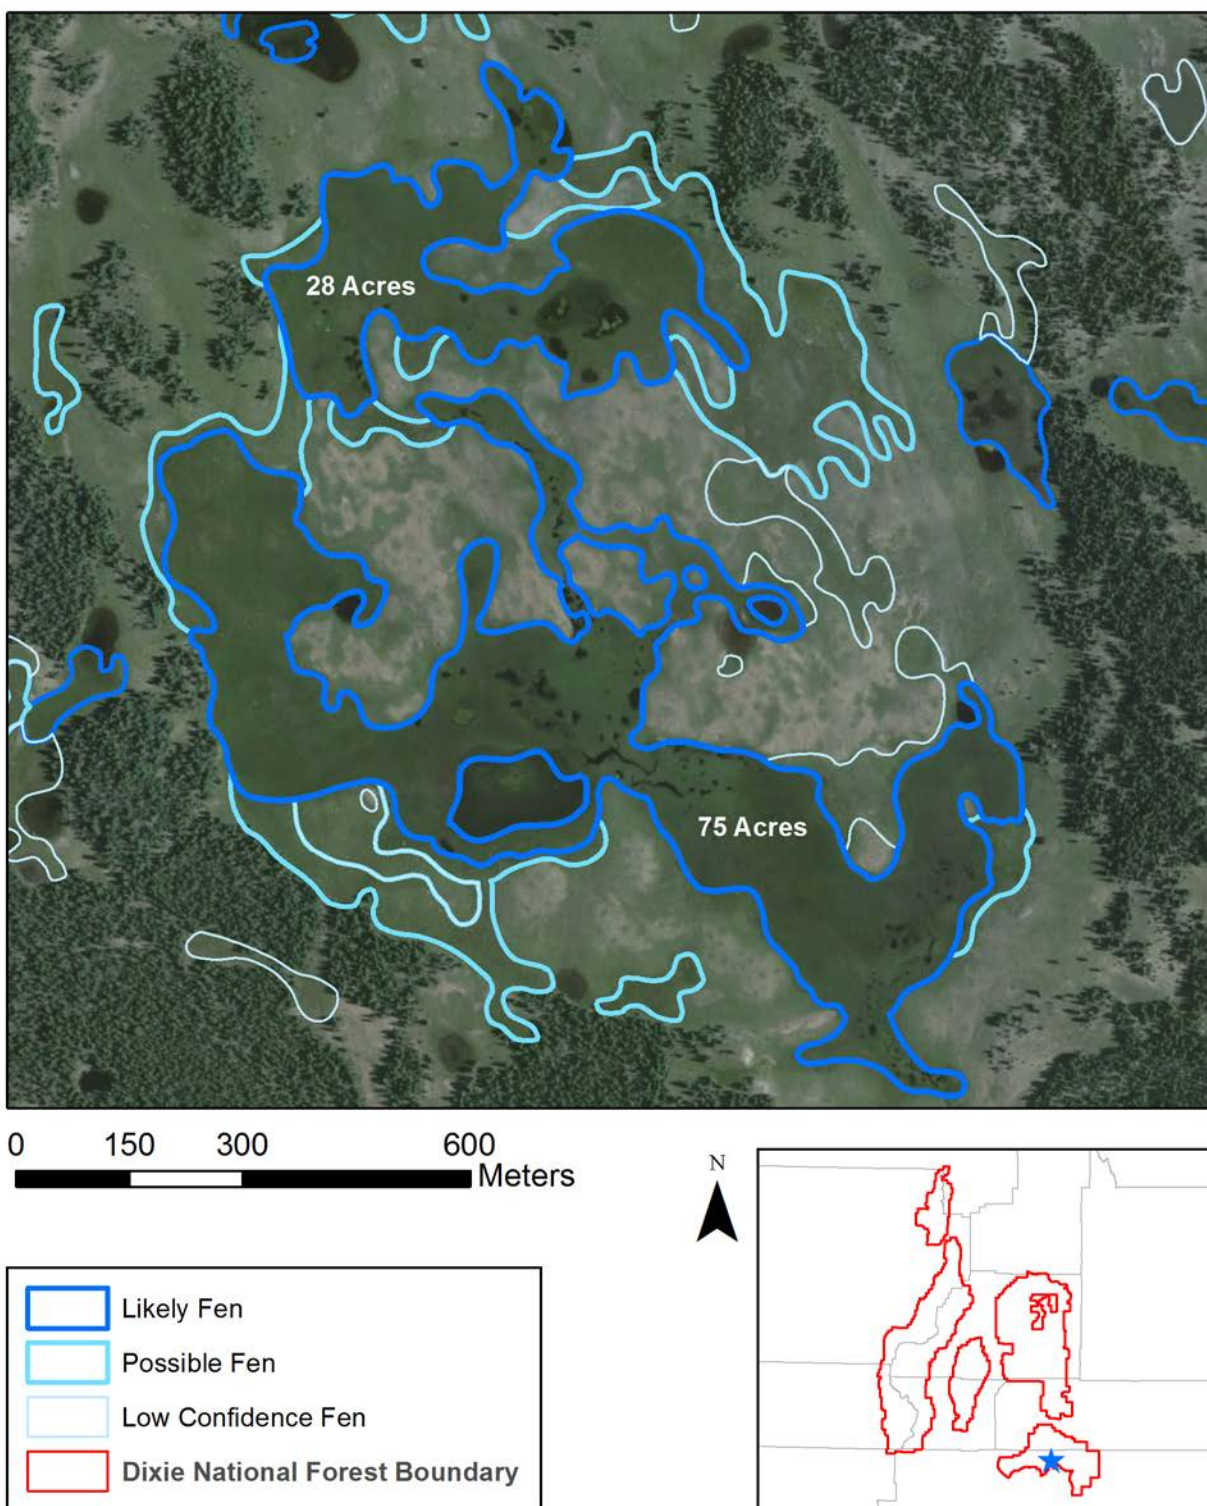 28 Acres
75 Acres
0 150 300 600
Meters
N
Likely Fen
Possible Fen
Low Confidence Fen
Dixie National Forest Boundary